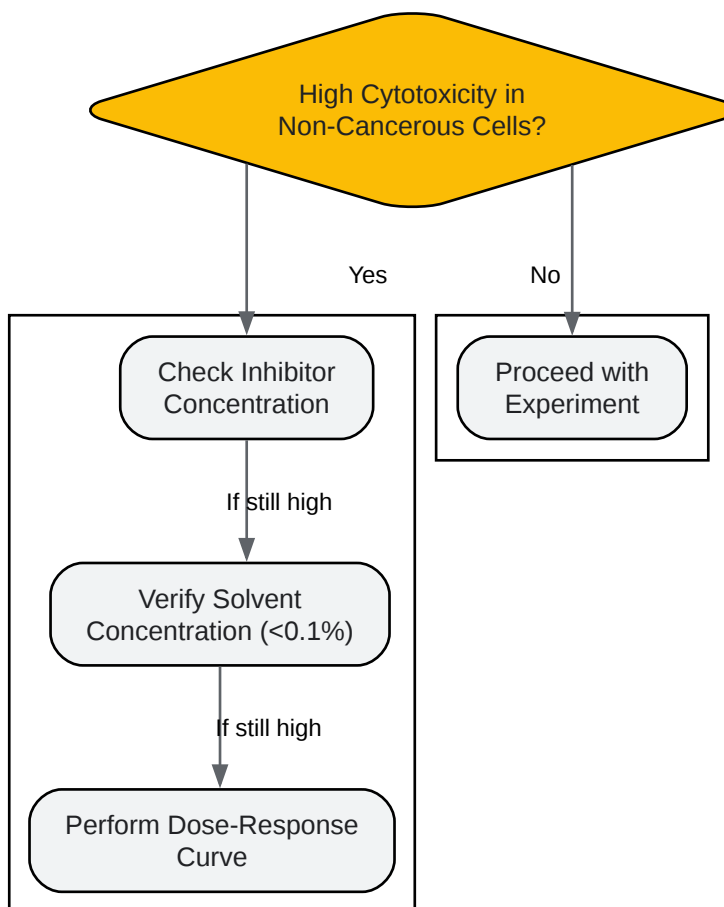 High Cytotoxicity in
Non-Cancerous Cells?
Yes
No
Check Inhibitor
Concentration
Proceed with
Experiment
If still high
Verify Solvent
Concentration (<0.1%)
If still high
Perform Dose-Response
Curve